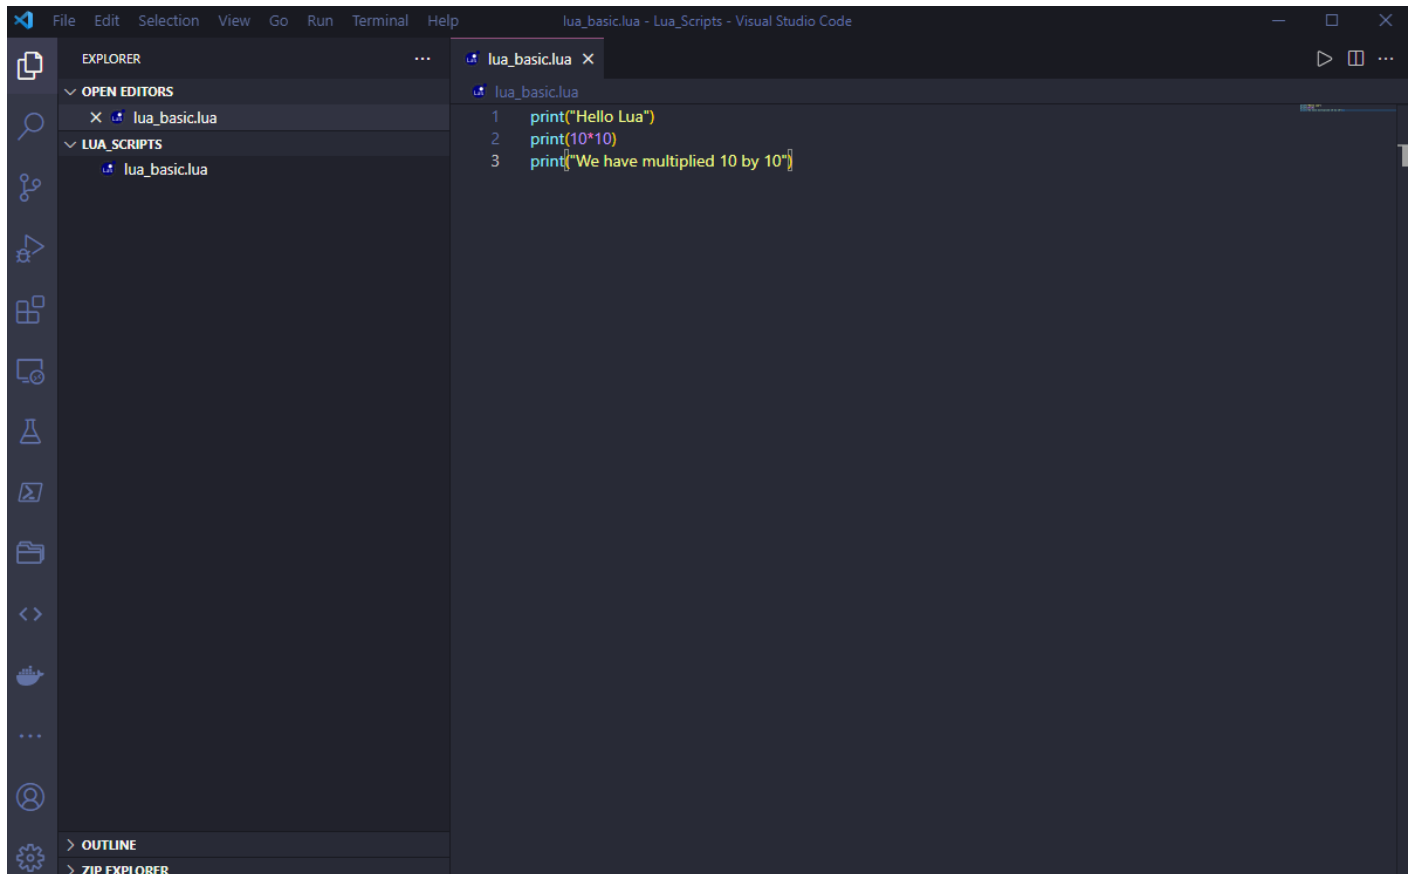 File Edit Selection View Go Run Terminal Help lua_basic.lua - Lua_Scripts - Visual Studio Code
EXPLORER
OPEN EDITORS
lua_basic.lua
LUA_SCRIPTS
lua_basic.lua
OUTLINE
ZIP EXPLORER
lua_basic.lua
lua_basic.lua
1 print("Hello Lua")
2 print(10*10)
3 print("We have multiplied 10 by 10")